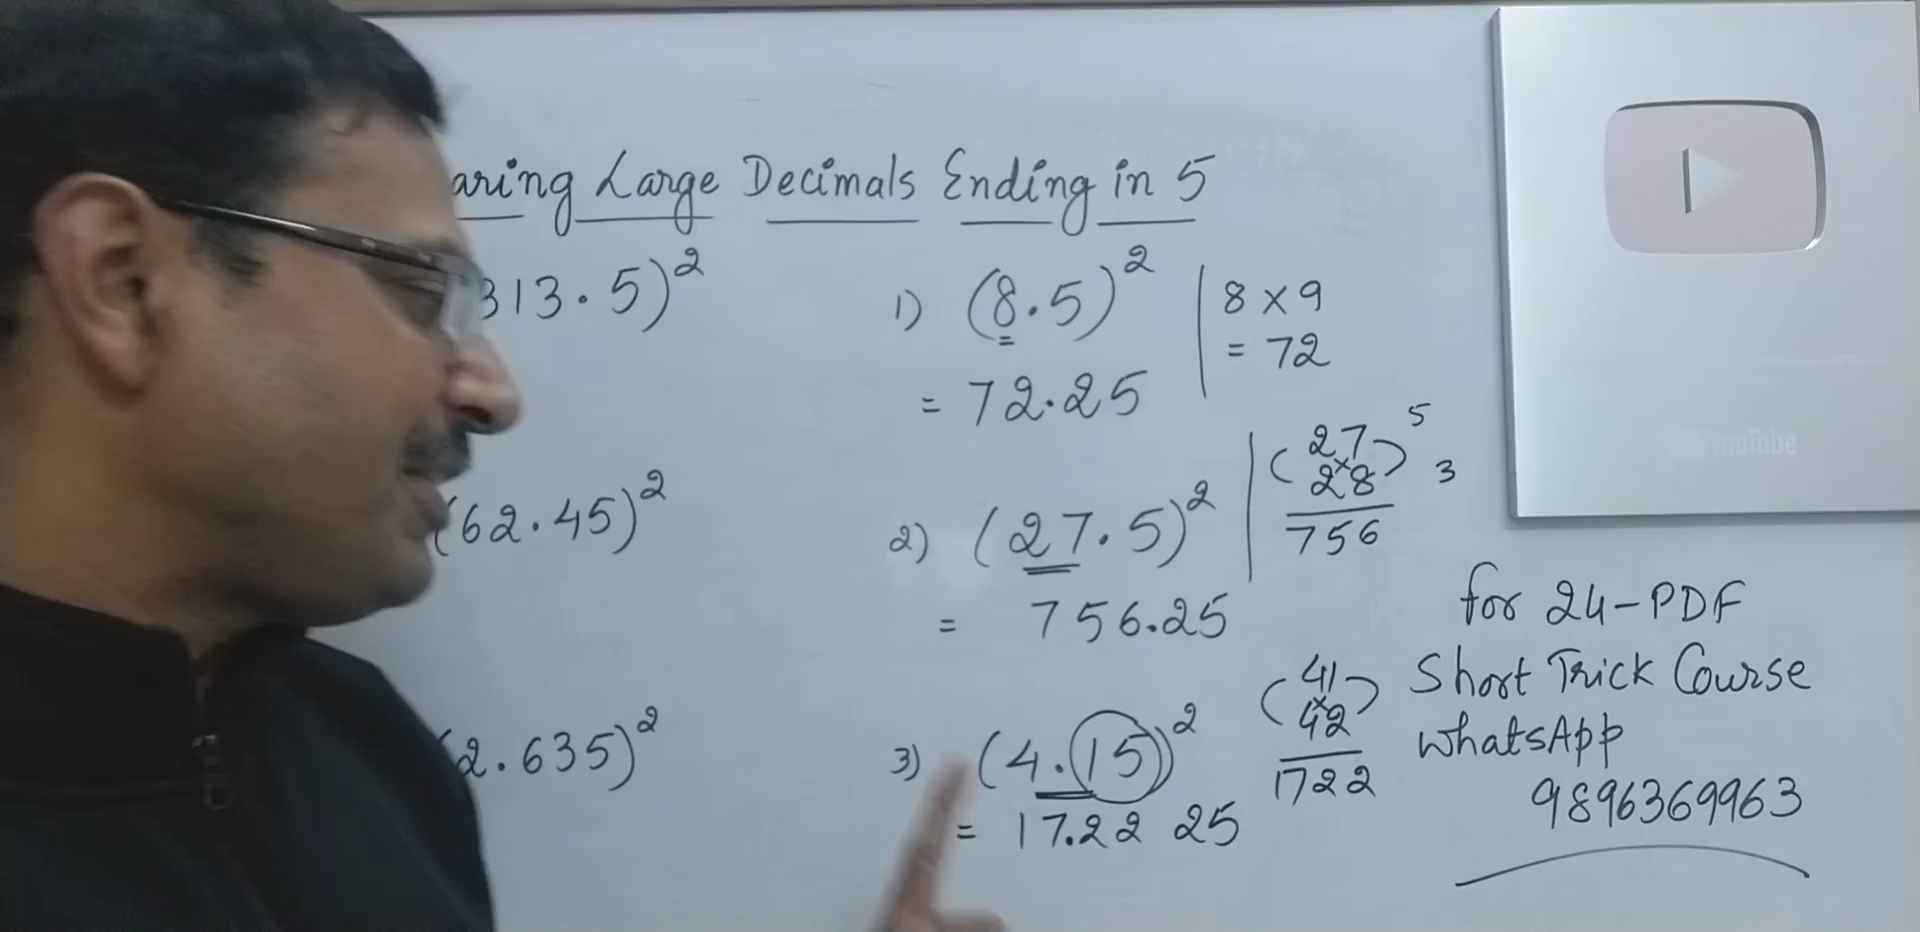 aring Large Decimals Ending in 5
313.5)²
1) (8.5)²
8 x 9
= 72
= 72.25
(62.45)²
2) (27.5)²
(27
x
28)
5
3
756
= 756.25
(2.635)²
3) (4.15)²
(41
x
42)
1722
= 17.22 25
for 24-PDF
Short Trick Course
WhatsApp
9896369963
YouTube